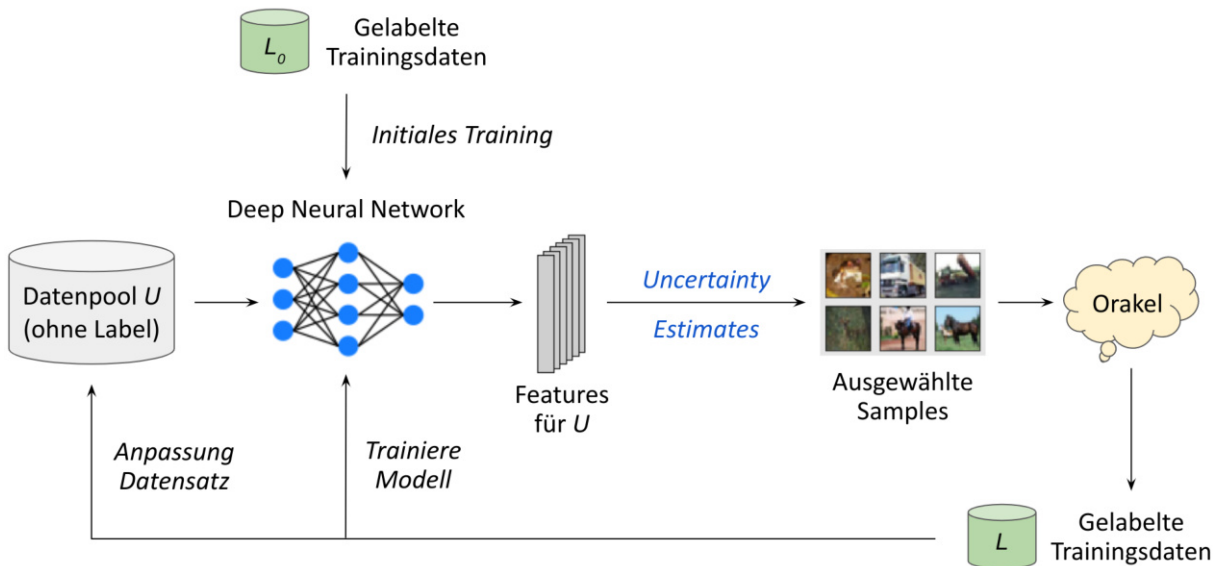 L₀
Gelabelte
Trainingsdaten
Initiales Training
Deep Neural Network
Datenpool U
(ohne Label)
Uncertainty
Estimates
Orakel
Features
für U
Ausgewählte
Samples
Anpassung
Datensatz
Trainiere
Modell
L
Gelabelte
Trainingsdaten